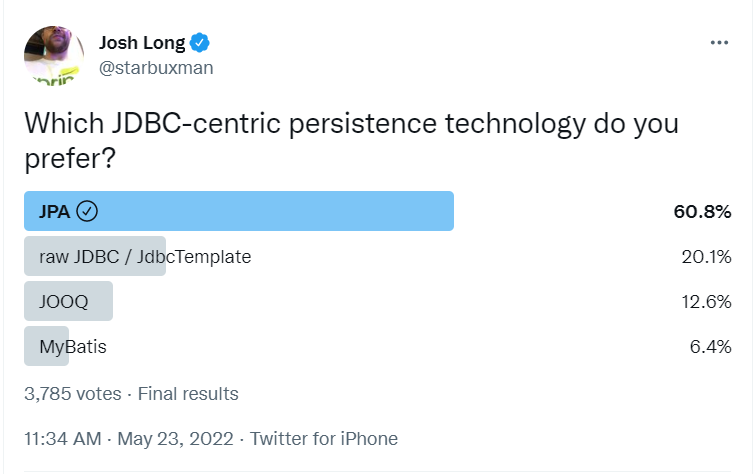 Josh Long
@starbuxman
Which JDBC-centric persistence technology do you
prefer?
JPA 60.8%
raw JDBC / JdbcTemplate 20.1%
JOOQ 12.6%
MyBatis 6.4%
3,785 votes · Final results
11:34 AM · May 23, 2022 · Twitter for iPhone